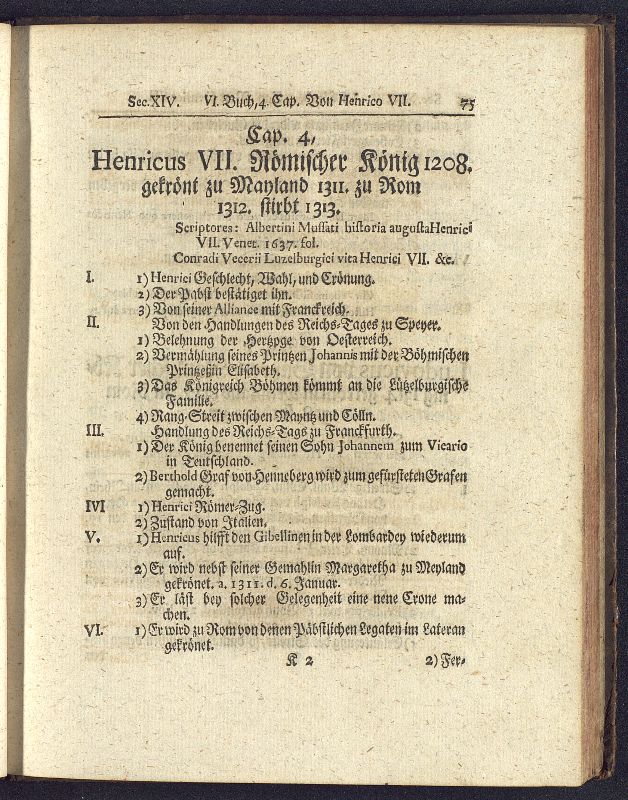 Sec. XIV. VI. Buch, 4. Cap. Von Henrico VII. 75
Cap. 4,
Henricus VII. Römischer König 1208.
gekrönt zu Mayland 1311. zu Rom
1312. stirbt 1313.
Scriptores: Albertini Mussati historia augusta Henrici
VII. Venet. 1637. fol.
Conradi Vecerii Luzelburgici vita Henrici VII. &c.
I. 1) Henrici Geschlecht, Wahl, und Crönung.
2) Der Pabst bestätiget ihn.
3) Von seiner Alliance mit Franckreich.
II. Von den Handlungen des Reichs-Tages zu Speyer.
1) Belehnung der Hertzoge von Oesterreich.
2) Vermählung seines Printzen Johannis mit der Böhmischen
Printzeßin Elisabeth.
3) Das Königreich Böhmen kömmt an die Lützelburgische
Familie.
4) Rang-Streit zwischen Mayntz und Cölln.
III. Handlung des Reichs-Tags zu Franckfurth.
1) Der König benennet seinen Sohn Johannem zum Vicario
in Teutschland.
2) Berthold Graf von Henneberg wird zum gefürsteten Grafen
gemacht.
IVI 1) Henrici Römer-Zug.
2) Zustand von Italien.
V. 1) Henricus hilfft den Gibellinen in der Lombardey wiederum
auf.
2) Er wird nebst seiner Gemahlin Margaretha zu Meyland
gekrönet. a. 1311. d. 6. Januar.
3) Er läst bey solcher Gelegenheit eine neue Crone ma-
chen.
VI. 1) Er wird zu Rom von denen Päbstlichen Legaten im Lateran
gekrönet.
K 2 2) Fer-